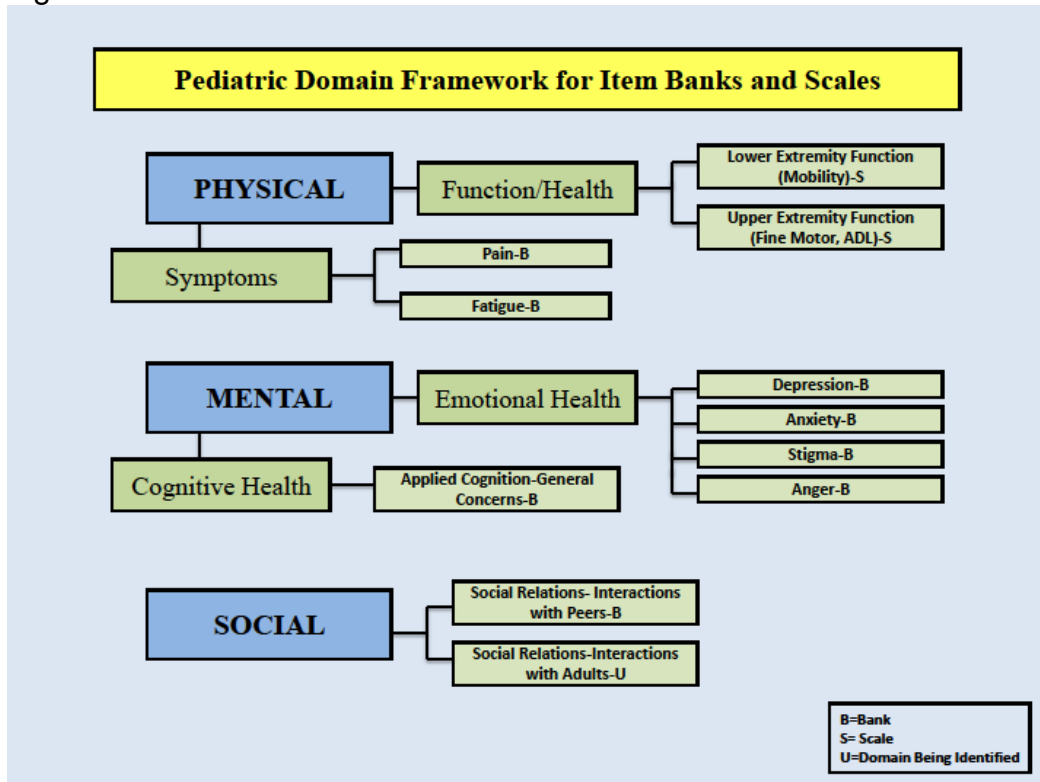 Pediatric Domain Framework for Item Banks and Scales
PHYSICAL
Function/Health
Lower Extremity Function
(Mobility)-S
Upper Extremity Function
(Fine Motor, ADL)-S
Symptoms
Pain-B
Fatigue-B
MENTAL
Emotional Health
Depression-B
Anxiety-B
Stigma-B
Anger-B
Cognitive Health
Applied Cognition-General
Concerns-B
SOCIAL
Social Relations- Interactions
with Peers-B
Social Relations-Interactions
with Adults-U
B=Bank
S= Scale
U=Domain Being Identified